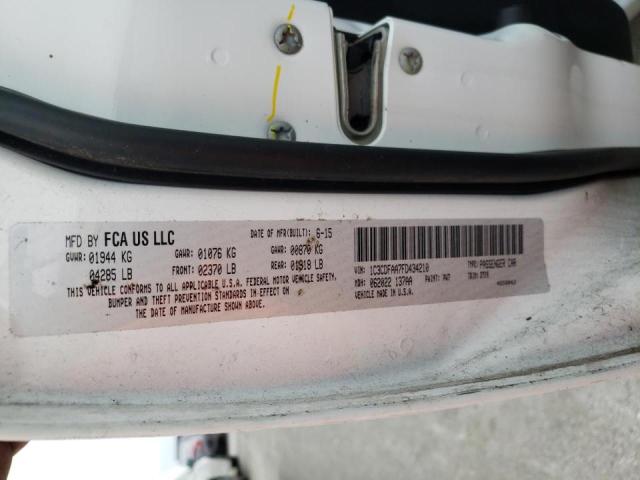 MFD BY FCA US LLC
DATE OF MFR(BUILT): 6-15
GVWR: 01944 KG GAWR: 01076 KG GAWR: 00870 KG
04285 LB FRONT: 02370 LB REAR: 01918 LB
THIS VEHICLE CONFORMS TO ALL APPLICABLE U.S.A. FEDERAL MOTOR VEHICLE SAFETY,
BUMPER AND THEFT PREVENTION STANDARDS IN EFFECT ON
THE DATE OF MANUFACTURE SHOWN ABOVE.
VIN: 1C3CDFAA7FD434210 TYPE: PASSENGER CAR
MDH: 062022 137AA PAINT: PW7
VEHICLE MADE IN U.S.A.